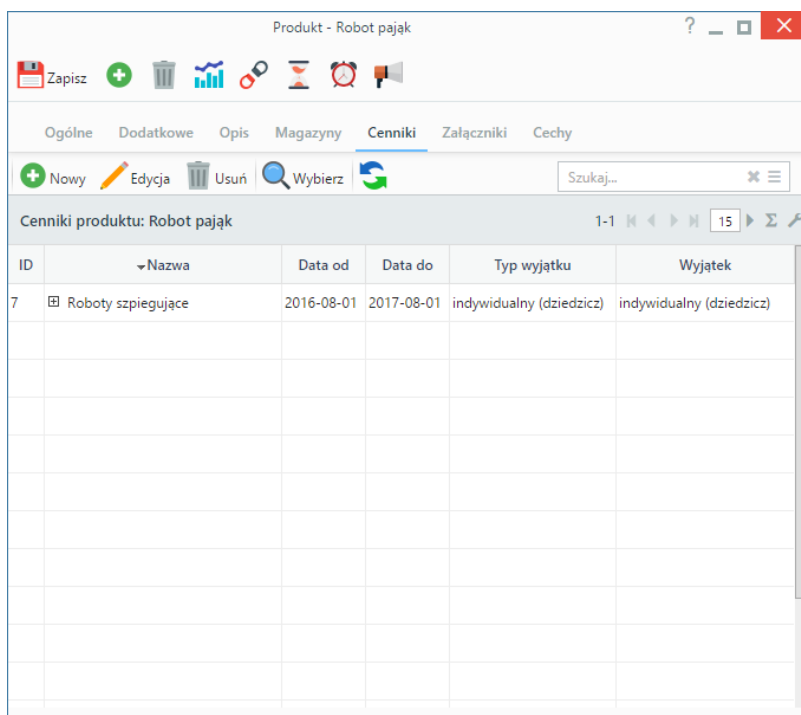 Produkt - Robot pająk ?
Zapisz
Ogólne Dodatkowe Opis Magazyny Cenniki Załączniki Cechy
Nowy Edycja Usuń Wybierz Szukaj...
Cenniki produktu: Robot pająk 1-1 15 Σ
ID Nazwa Data od Data do Typ wyjątku Wyjątek
7 Roboty szpiegujące 2016-08-01 2017-08-01 indywidualny (dziedzicz) indywidualny (dziedzicz)